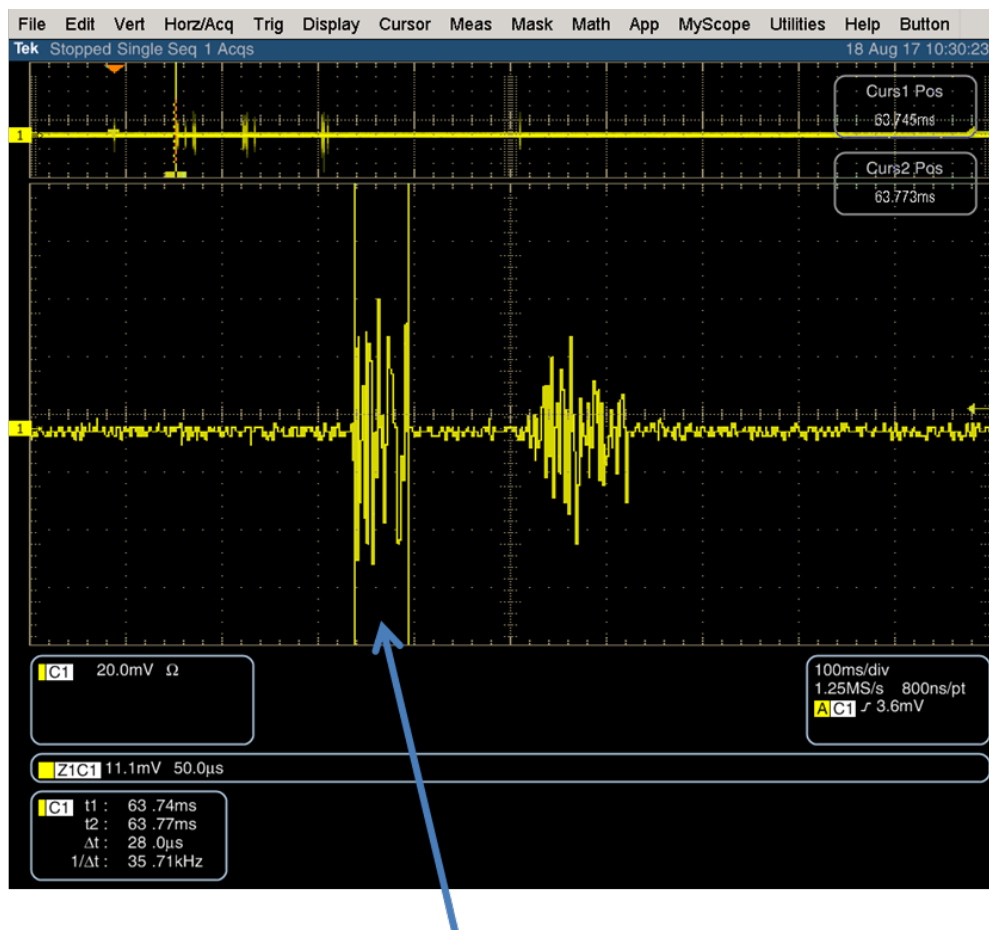 File Edit Vert Horz/Acq Trig Display Cursor Meas Mask Math App MyScope Utilities Help Button
Tek Stopped Single Seq 1 Acqs 18 Aug 17 10:30:23
Curs1 Pos
63.745ms
1
Curs2 Pos
63.773ms
1
C1 20.0mV Ω
100ms/div
1.25MS/s 800ns/pt
A C1 3.6mV
Z1C1 11.1mV 50.0µs
C1 t1 : 63 .74ms
t2 : 63 .77ms
Δt : 28 .0µs
1/Δt : 35 .71kHz